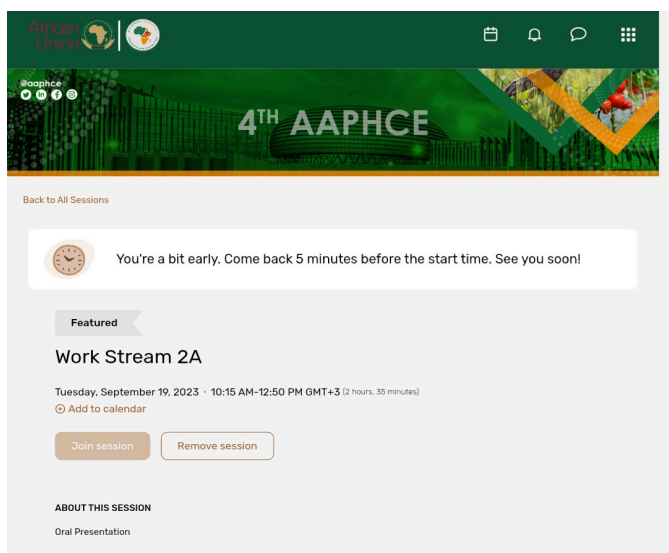 African
Union
@aaphce
4TH AAPHCE
Back to All Sessions
You're a bit early. Come back 5 minutes before the start time. See you soon!
Featured
Work Stream 2A
Tuesday, September 19, 2023 · 10:15 AM-12:50 PM GMT+3 (2 hours, 35 minutes)
Add to calendar
Join session
Remove session
ABOUT THIS SESSION
Oral Presentation